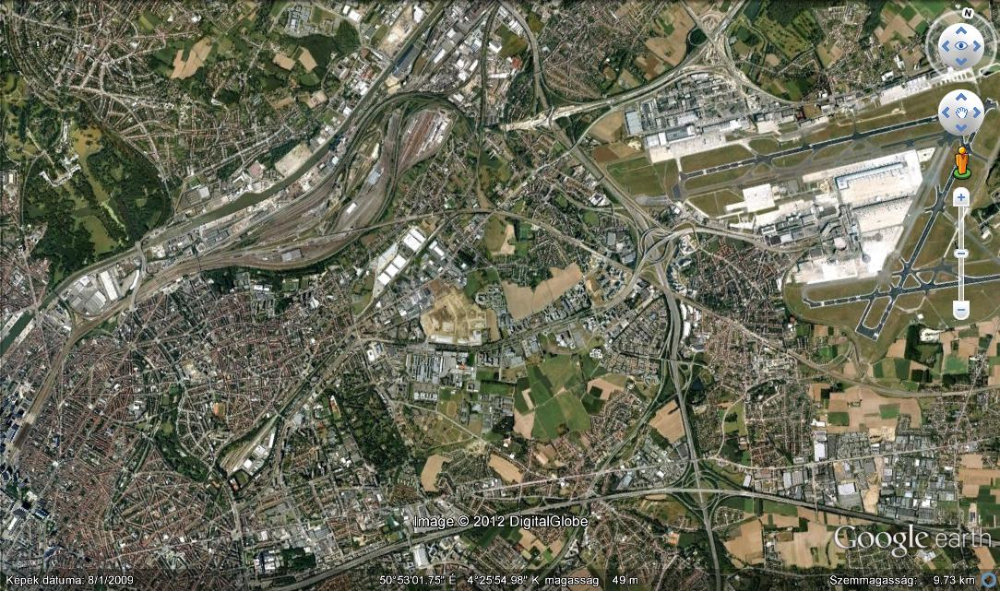 N
Image © 2012 DigitalGlobe
Google earth
Képek dátuma: 8/1/2009 50°53'01.75" É 4°25'54.98" K magasság 49 m Szemmagasság: 9.73 km